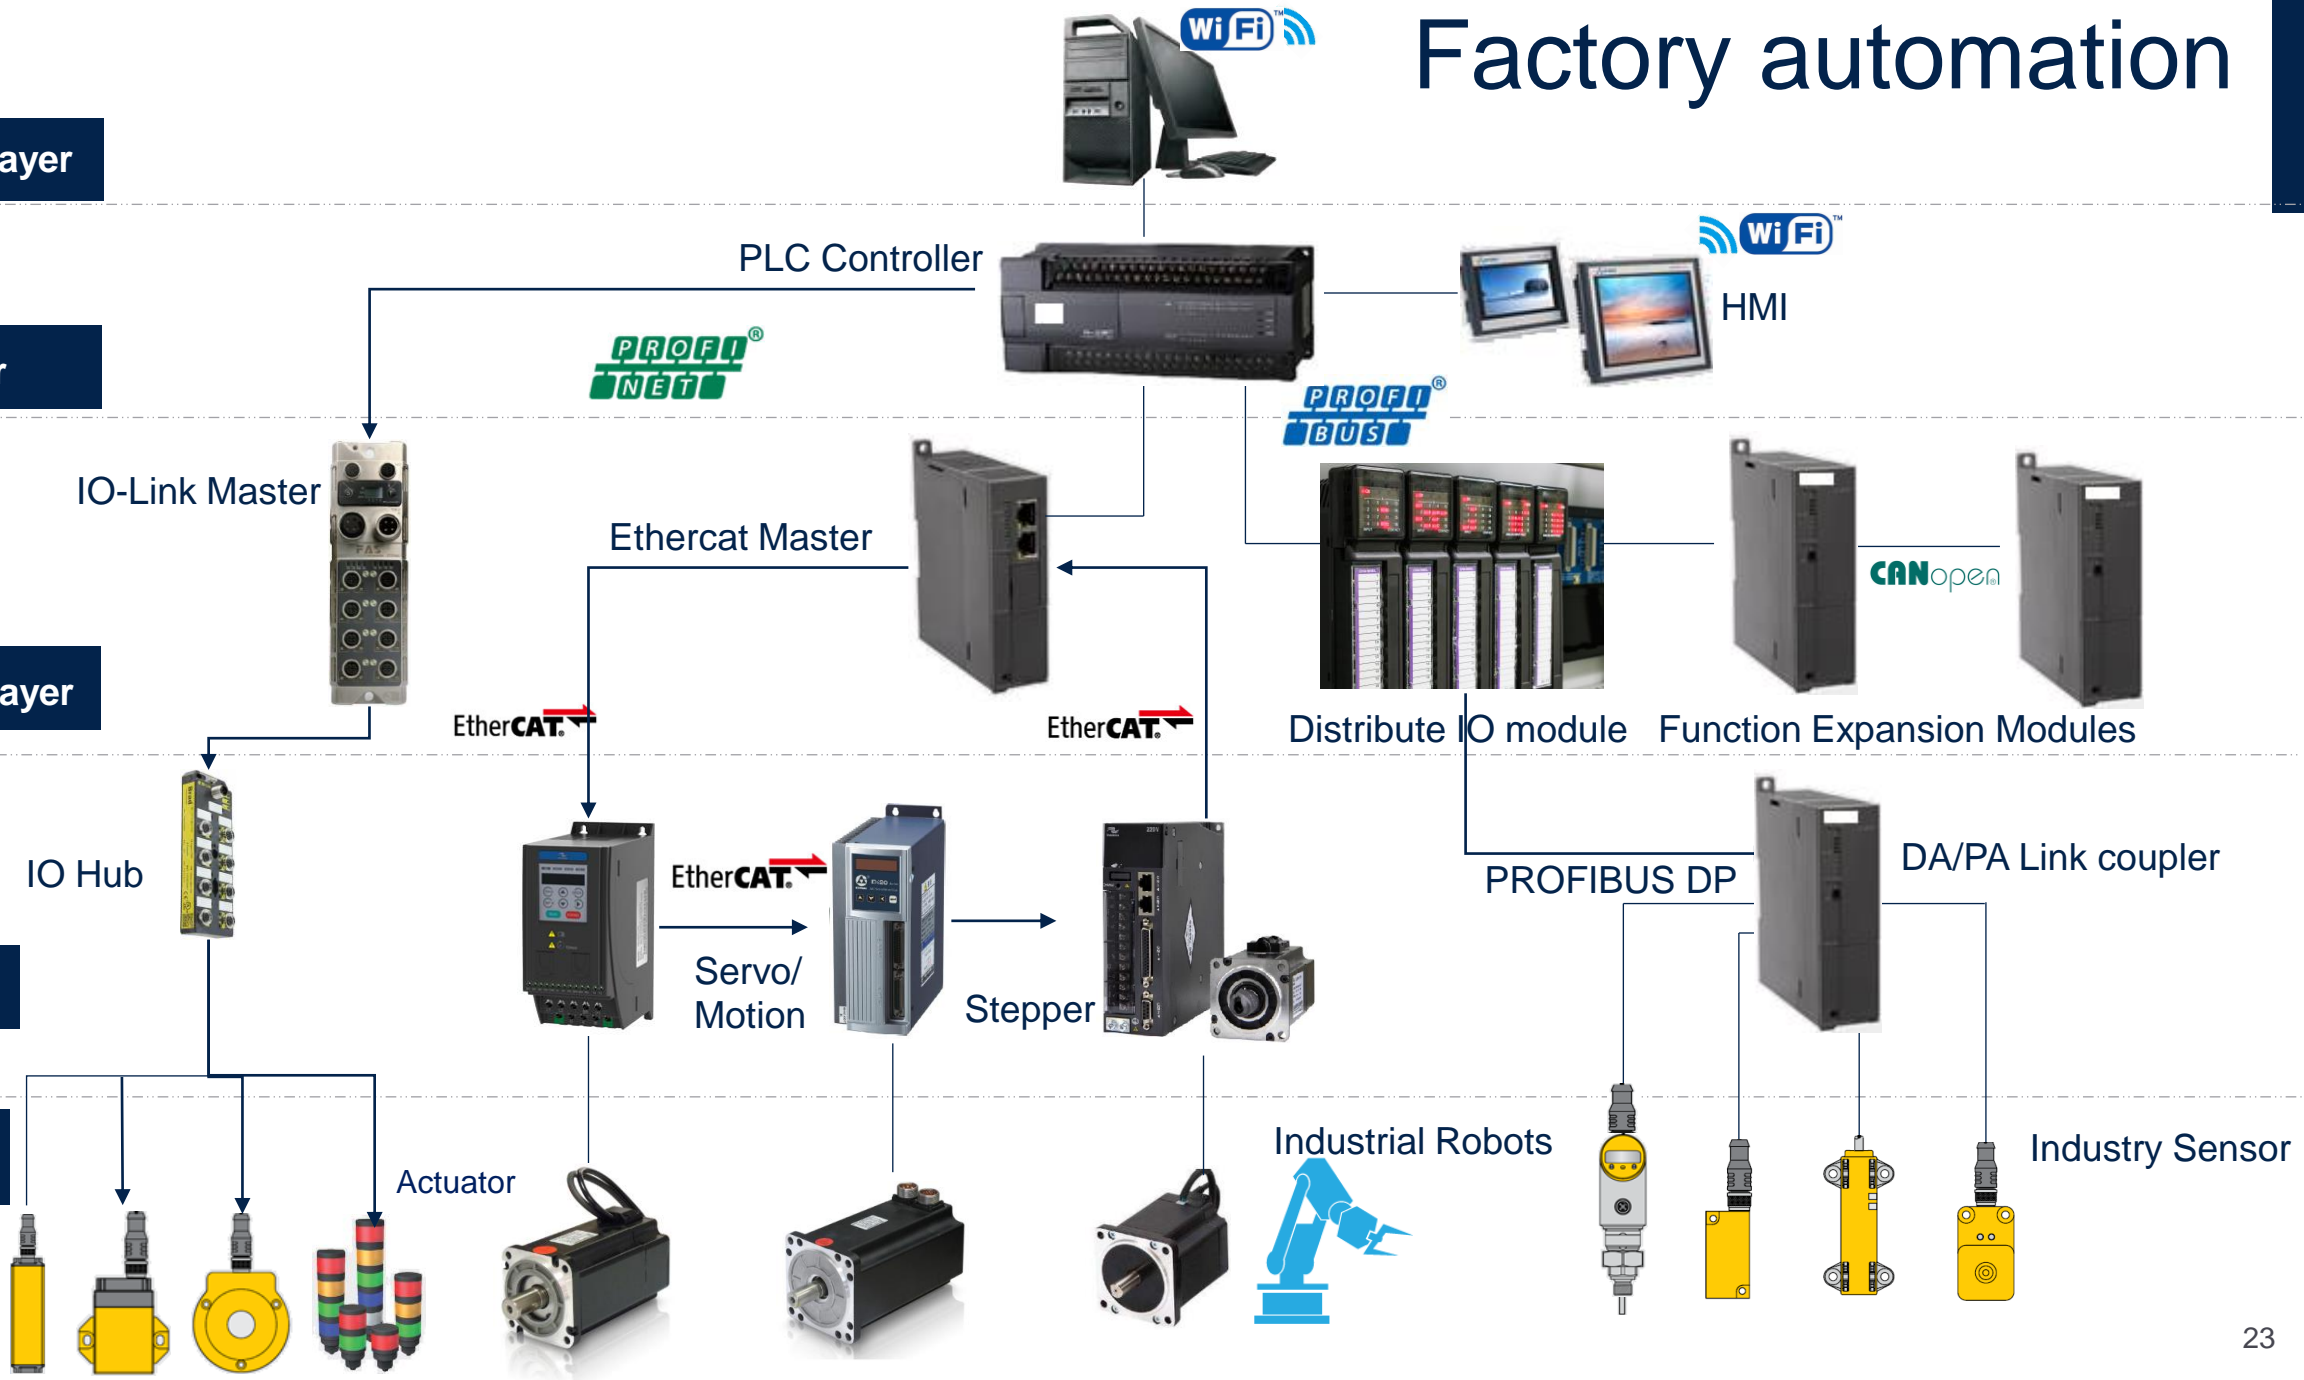 Factory automation
WiFi™
ayer
PLC Controller
WiFi™
HMI
PROFI®
NET
r
PROFI®
BUS
IO-Link Master
Ethercat Master
CANopen
ayer
EtherCAT.
EtherCAT.
Distribute IO module
Function Expansion Modules
IO Hub
EtherCAT.
PROFIBUS DP
DA/PA Link coupler
Servo/
Motion
Stepper
Industrial Robots
Industry Sensor
Actuator
23